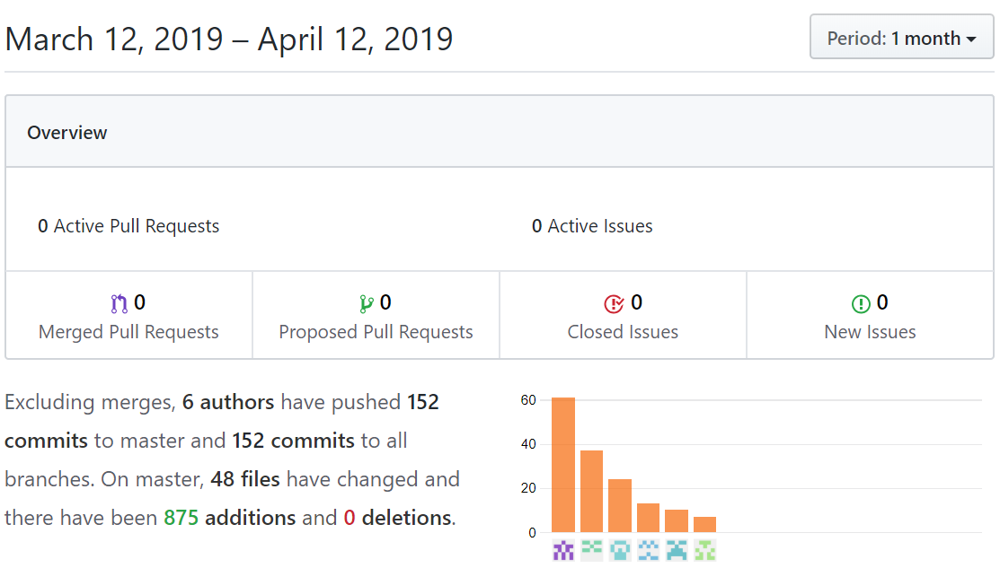 March 12, 2019 – April 12, 2019
Period: 1 month
Overview
0 Active Pull Requests
0 Active Issues
0
Merged Pull Requests
0
Proposed Pull Requests
0
Closed Issues
0
New Issues
Excluding merges, 6 authors have pushed 152
commits to master and 152 commits to all
branches. On master, 48 files have changed and
there have been 875 additions and 0 deletions.
60
40
20
0